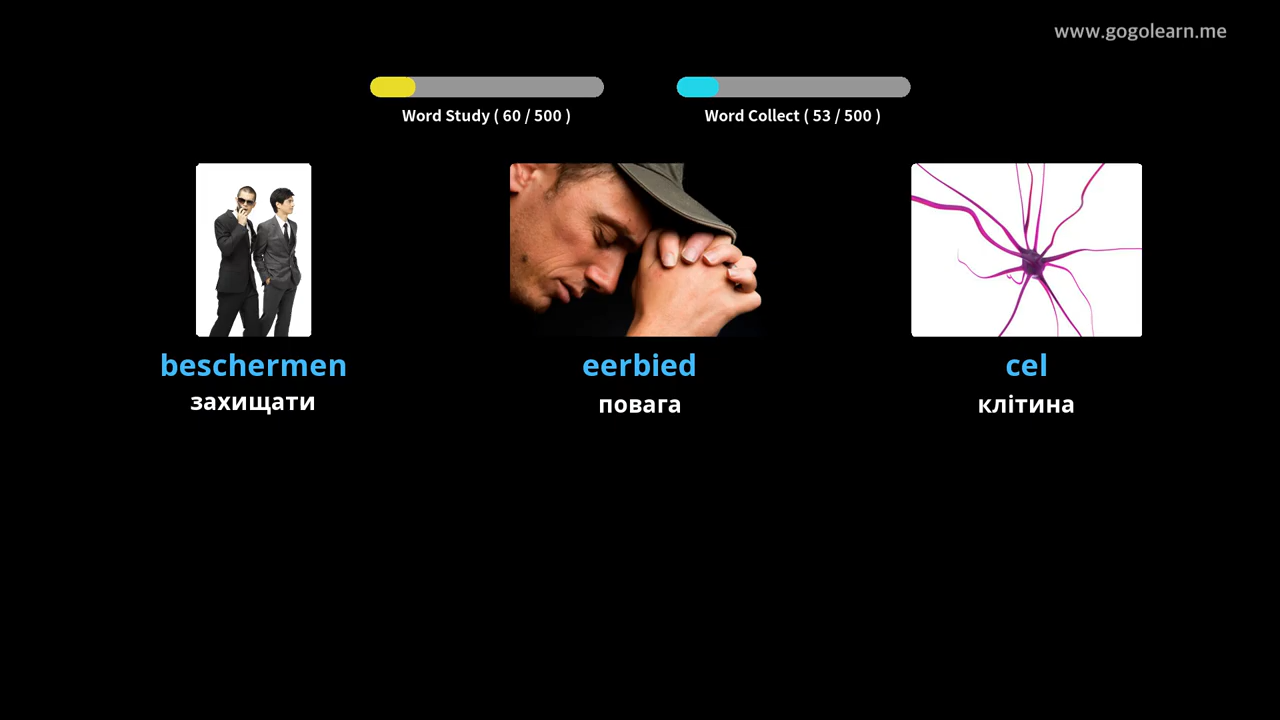 www.gogolearn.me
Word Study ( 60 / 500 )
Word Collect ( 53 / 500 )
beschermen
захищати
eerbied
повага
cel
клітина